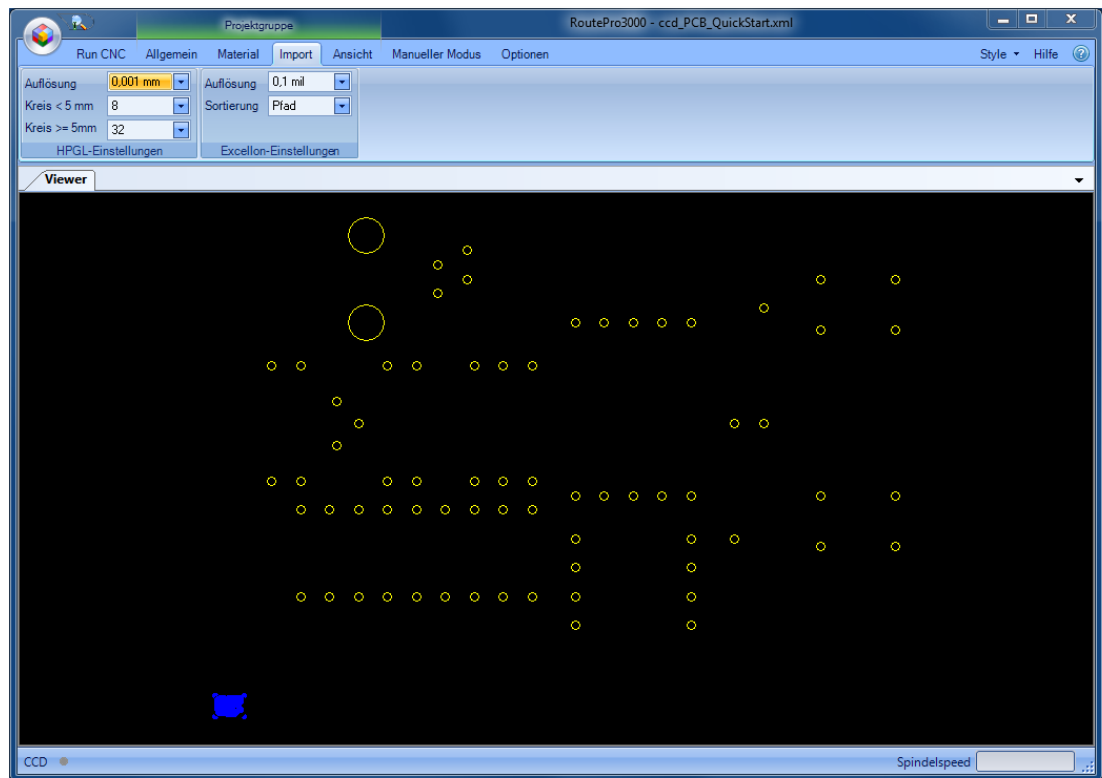 Projektgruppe
RoutePro3000 - ccd_PCB_QuickStart.xml
Run CNC Allgemein Material Import Ansicht Manueller Modus Optionen Style Hilfe
Auflösung 0,001 mm Auflösung 0,1 mil
Kreis < 5 mm 8 Sortierung Pfad
Kreis >= 5mm 32
HPGL-Einstellungen Excellon-Einstellungen
Viewer
CCD Spindelspeed